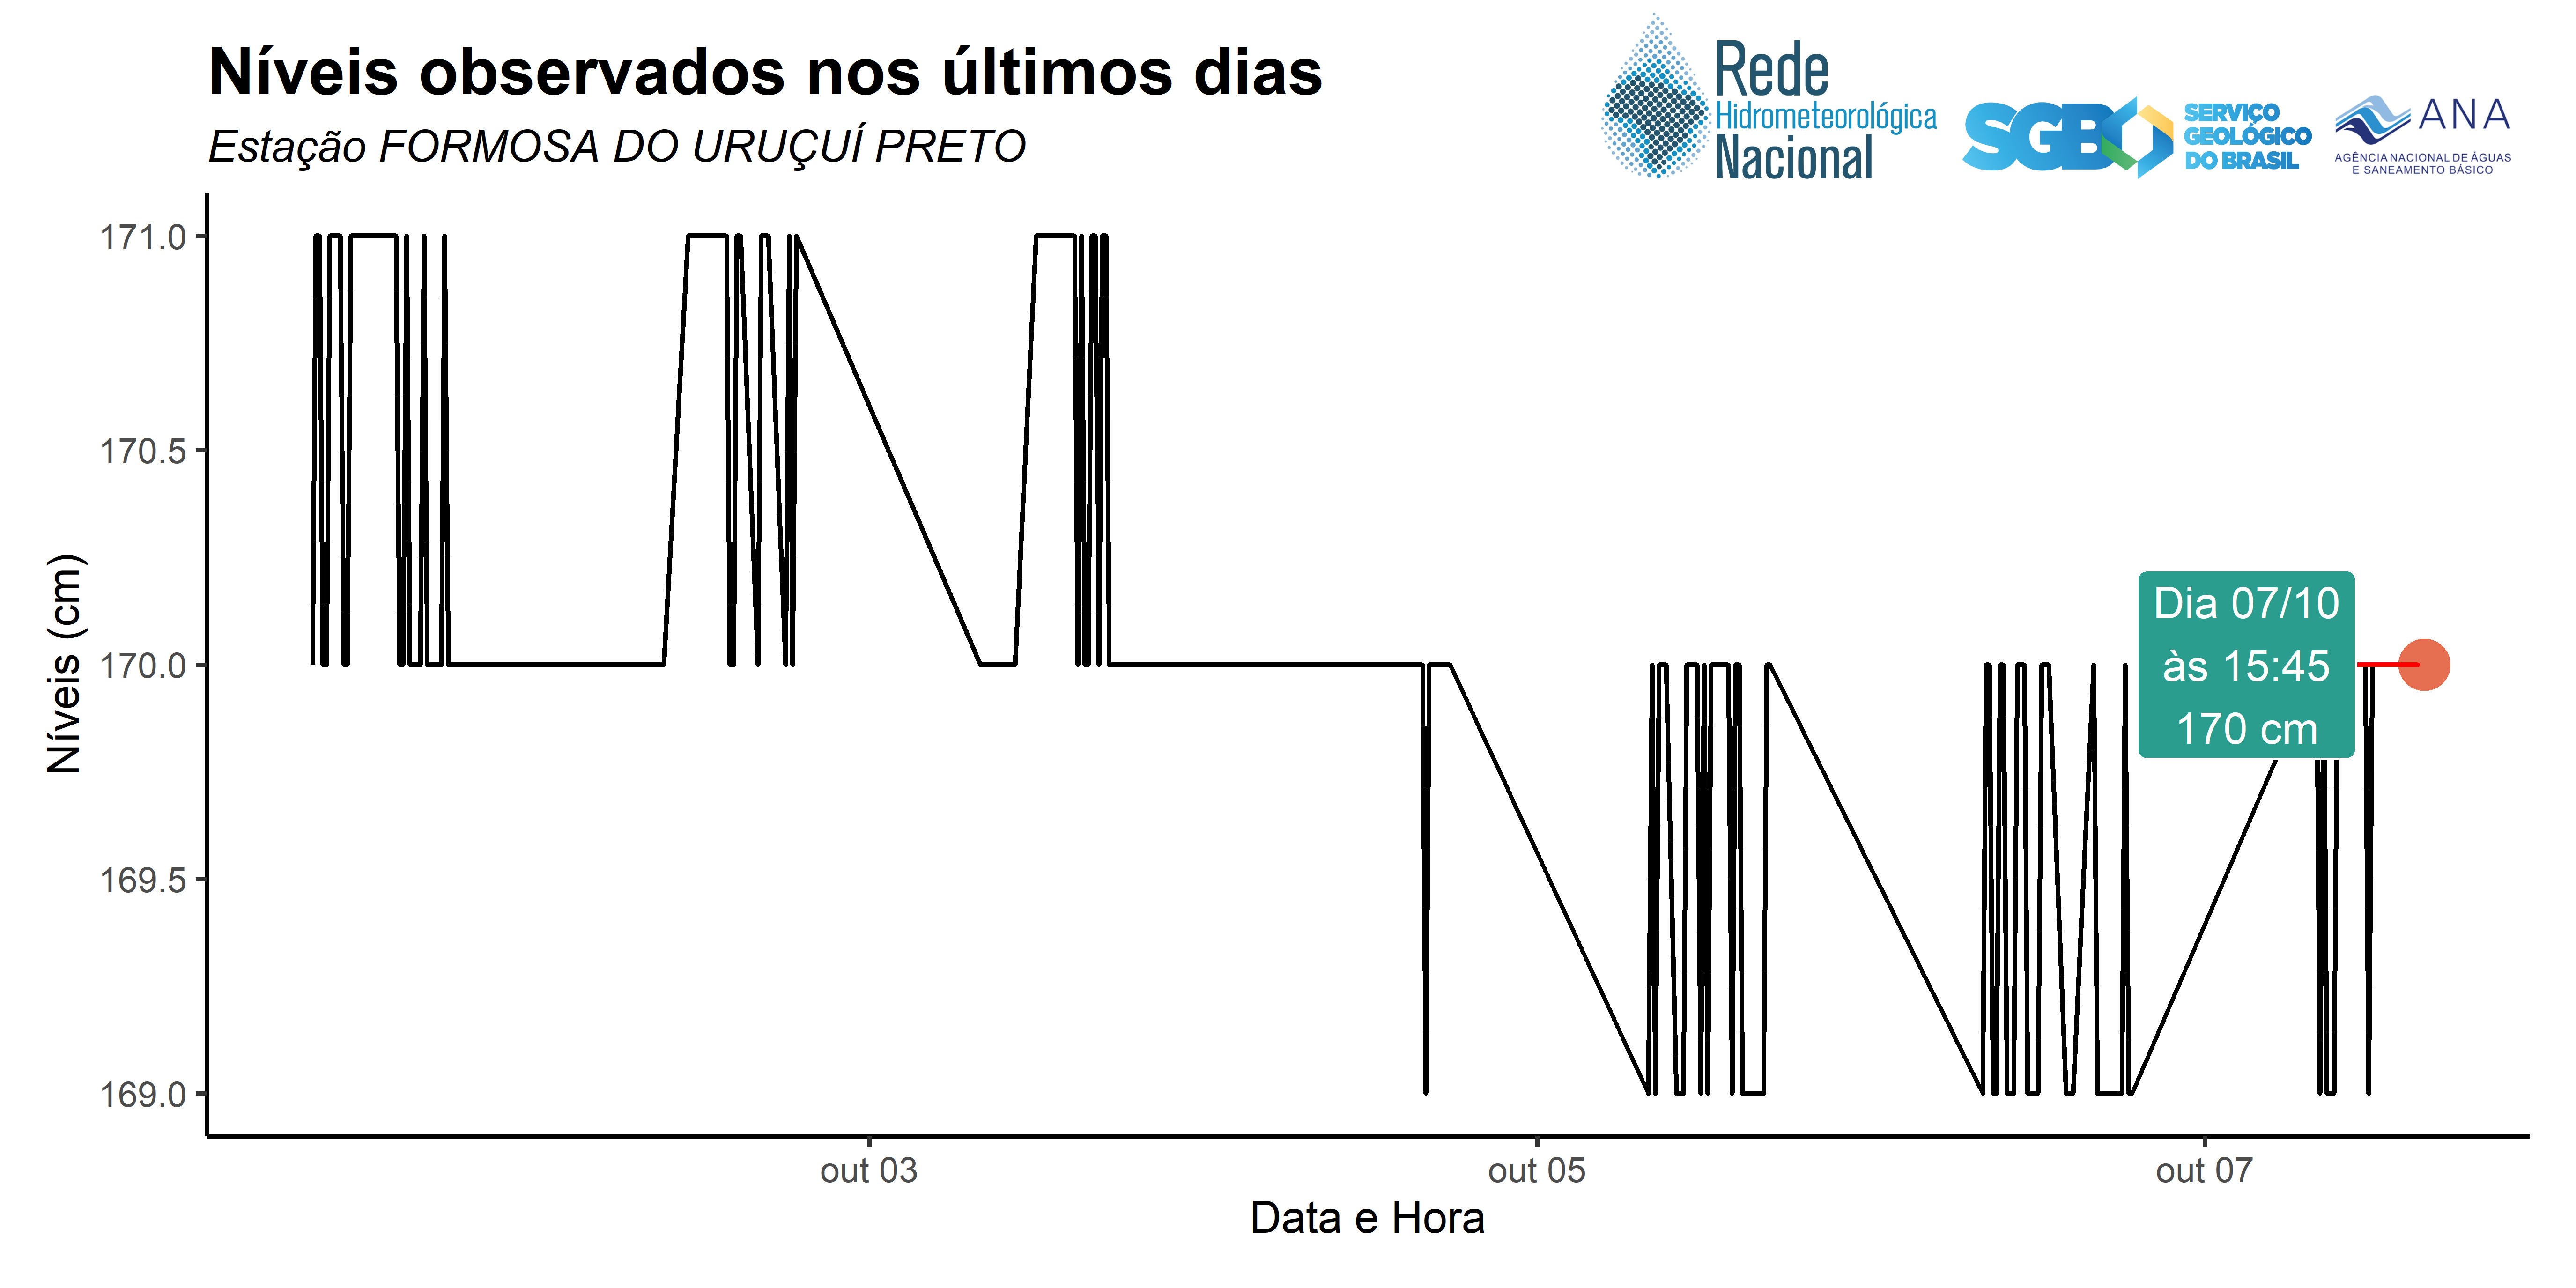 Níveis observados nos últimos dias
Estação FORMOSA DO URUÇUÍ PRETO
Rede
Hidrometeorológica
Nacional
SGB
SERVIÇO
GEOLÓGICO
DO BRASIL
ANA
AGÊNCIA NACIONAL DE ÁGUAS
E SANEAMENTO BÁSICO
Níveis (cm)
171.0
170.5
170.0
169.5
169.0
Dia 07/10
às 15:45
170 cm
out 03
out 05
out 07
Data e Hora